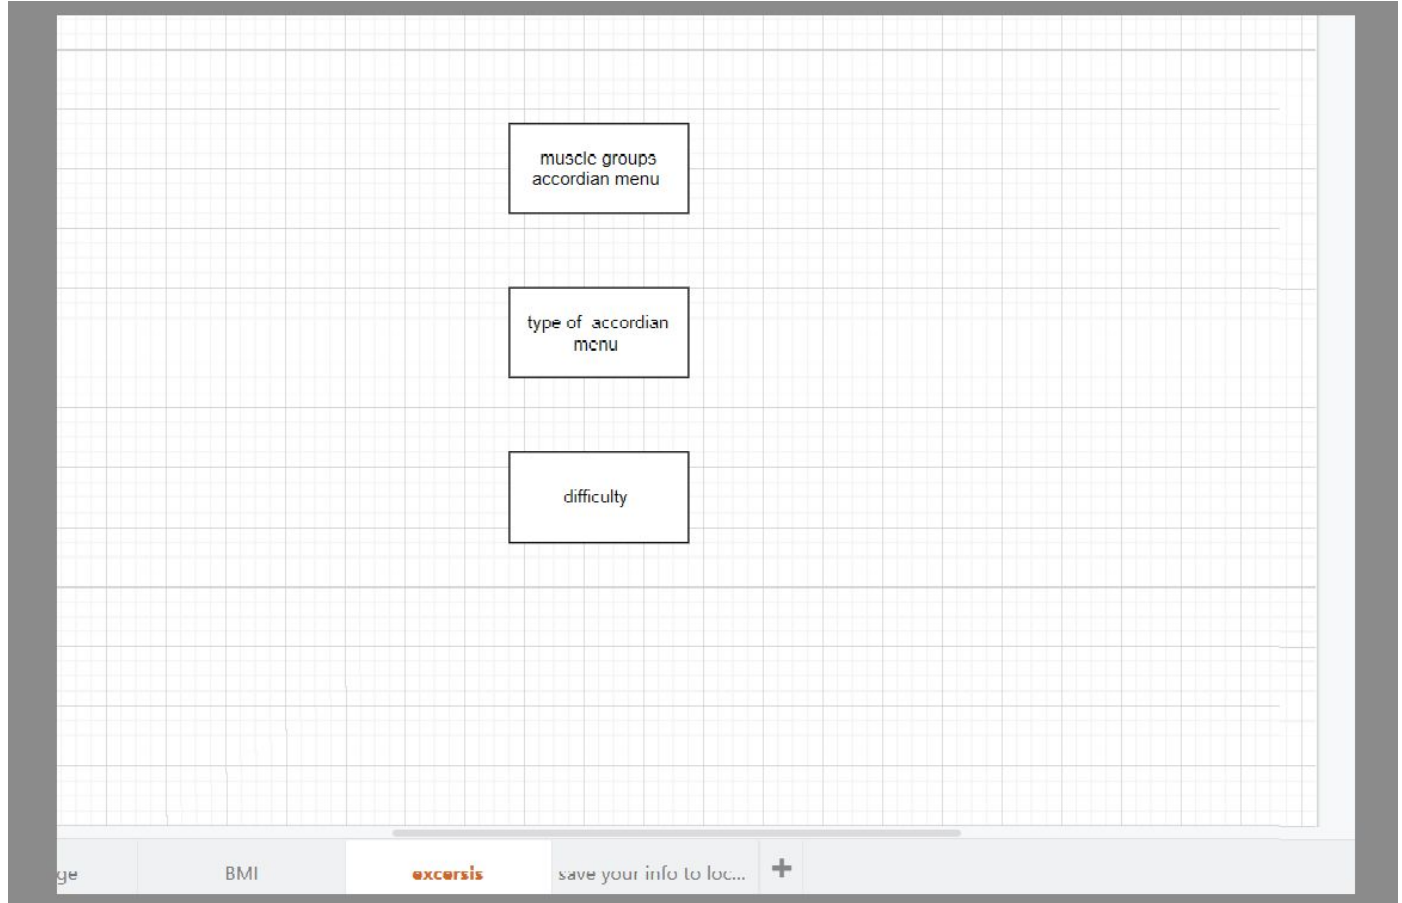 muscle groups
accordian menu
type of accordian
menu
difficulty
ge
BMI
excersis
save your info to loc...